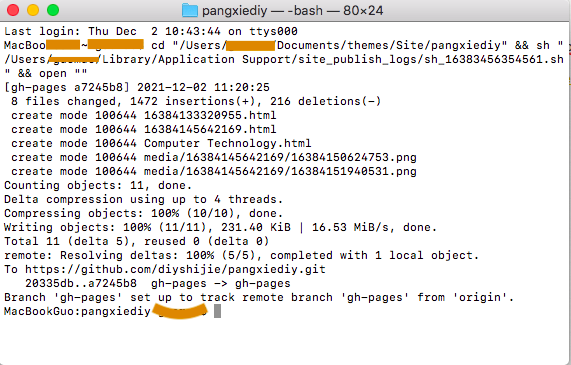 pangxiediy — -bash — 80×24
Last login: Thu Dec  2 10:43:44 on ttys000
MacBoo ~ cd "/Users/ /Documents/themes/Site/pangxiediy" && sh "
/Users/ /Library/Application Support/site_publish_logs/sh_16383456354561.sh
" && open ""
[gh-pages a7245b8] 2021-12-02 11:20:25
 8 files changed, 1472 insertions(+), 216 deletions(-)
 create mode 100644 16384133320955.html
 create mode 100644 16384145642169.html
 create mode 100644 Computer Technology.html
 create mode 100644 media/16384145642169/16384150624753.png
 create mode 100644 media/16384145642169/16384151940531.png
Counting objects: 11, done.
Delta compression using up to 4 threads.
Compressing objects: 100% (10/10), done.
Writing objects: 100% (11/11), 231.40 KiB | 16.53 MiB/s, done.
Total 11 (delta 5), reused 0 (delta 0)
remote: Resolving deltas: 100% (5/5), completed with 1 local object.
To https://github.com/diyshijie/pangxiediy.git
   20335db..a7245b8  gh-pages -> gh-pages
Branch 'gh-pages' set up to track remote branch 'gh-pages' from 'origin'.
MacBookGuo:pangxiediy